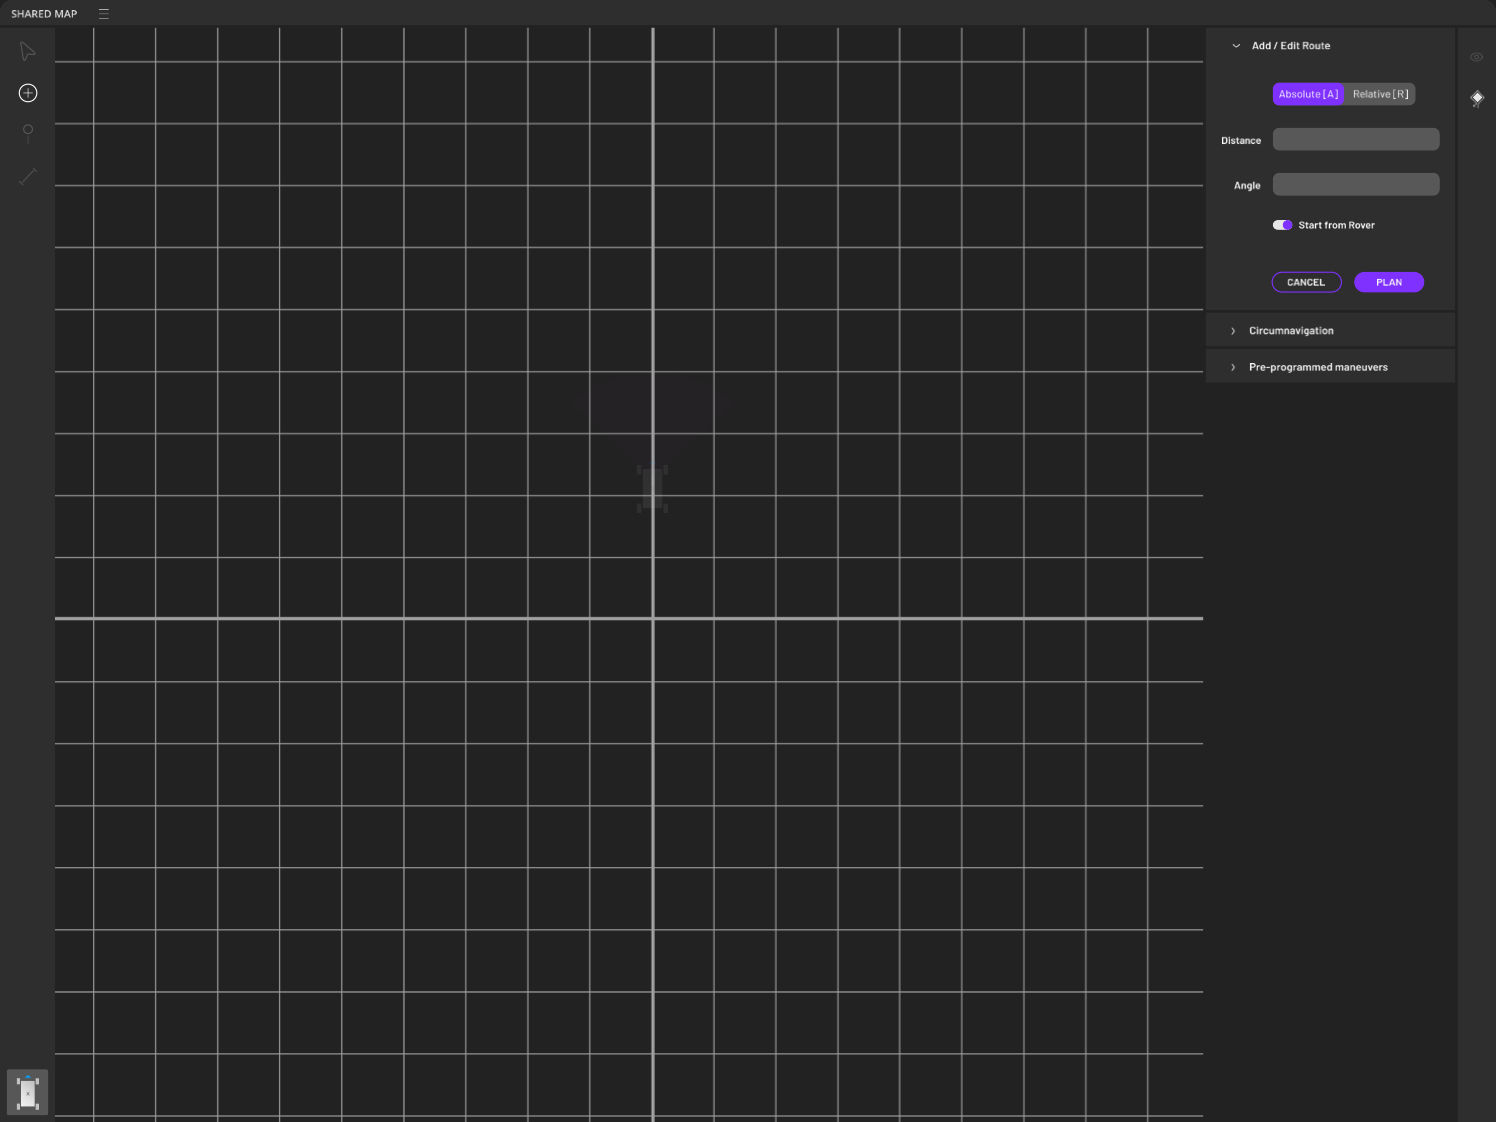 SHARED MAP
Add / Edit Route
Absolute [A] Relative [R]
Distance
Angle
Start from Rover
CANCEL PLAN
Circumnavigation
Pre-programmed maneuvers